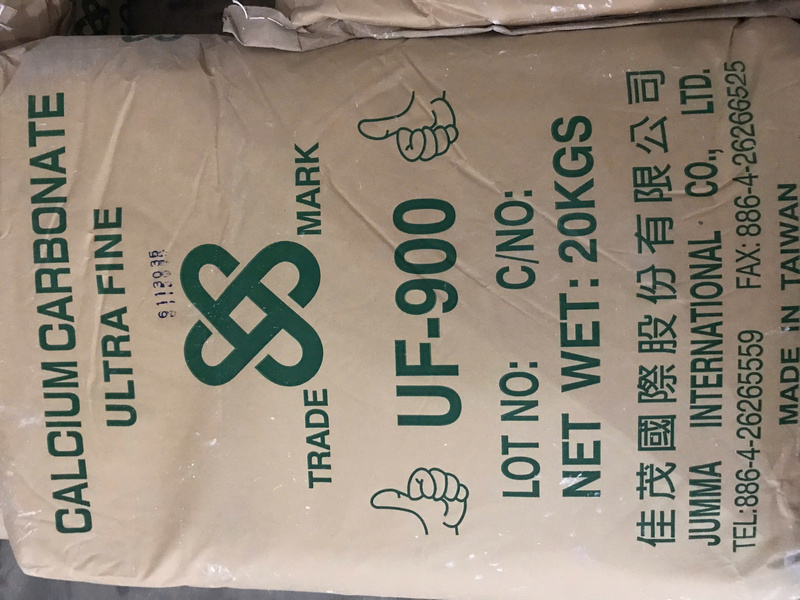 CALCIUM CARBONATE
ULTRA FINE
TRADE MARK
UF-900
LOT NO: C/NO:
NET WET: 20KGS
佳茂國際股份有限公司
JUMMA INTERNATIONAL CO., LTD.
TEL:886-4-26265559 FAX: 886-4-26266525
MADE IN TAIWAN